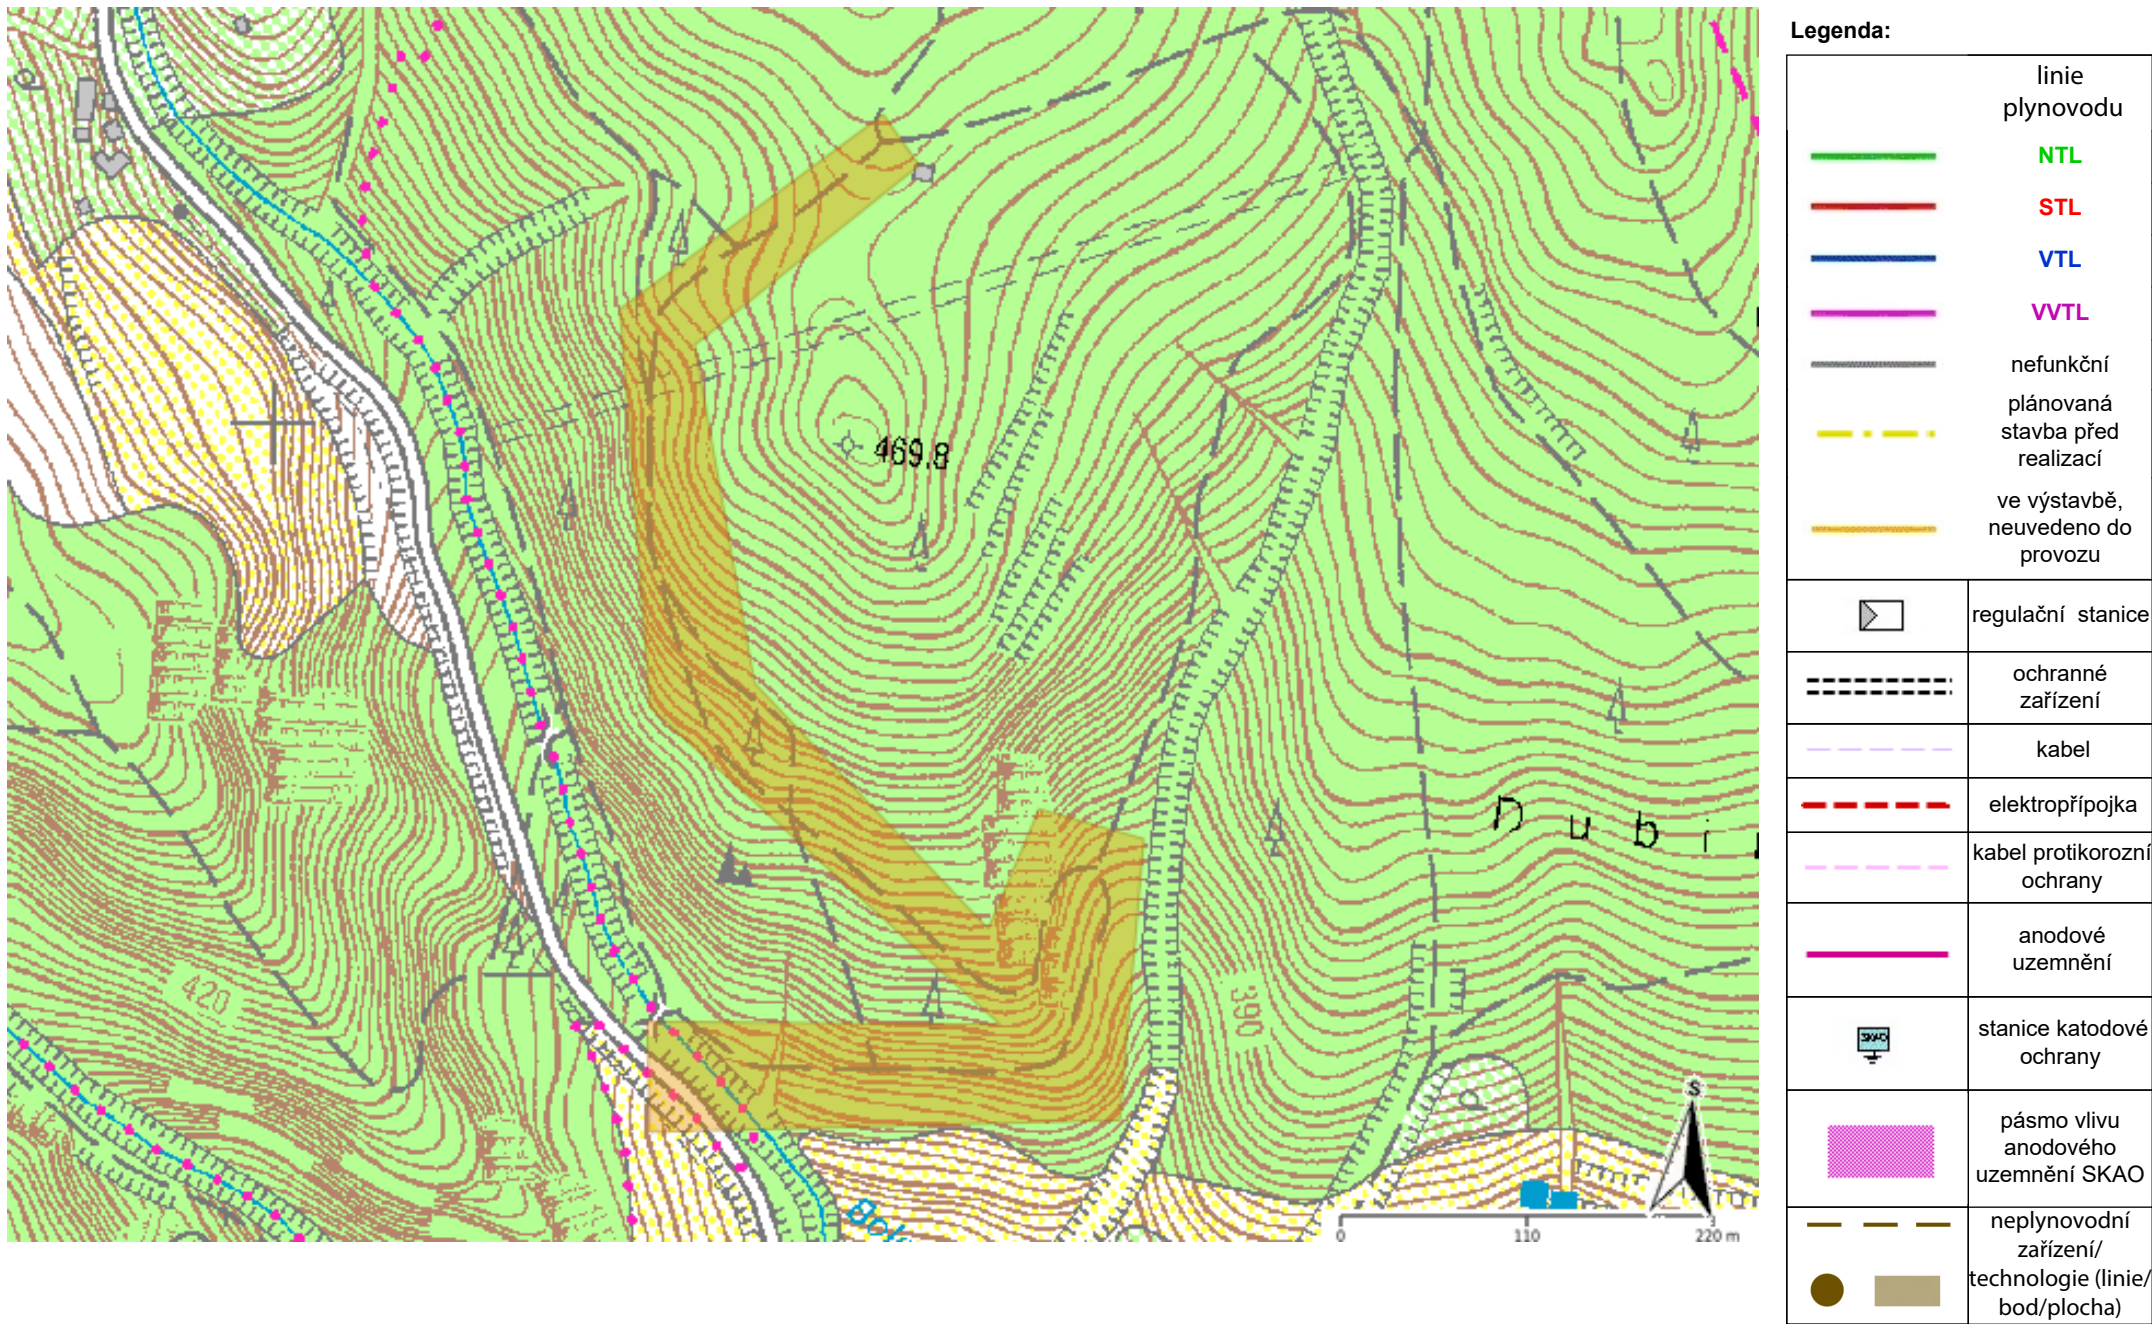 469.8
D u b i
420
390
S
0 110 220 m
Legenda:
linie
plynovodu
NTL
STL
VTL
VVTL
nefunkční
plánovaná
stavba před
realizací
ve výstavbě,
neuvedeno do
provozu
regulační stanice
ochranné
zařízení
kabel
elektropřípojka
kabel protikorozní
ochrany
anodové
uzemnění
SKAO
stanice katodové
ochrany
pásmo vlivu
anodového
uzemnění SKAO
neplynovodní
zařízení/
technologie (linie/
bod/plocha)